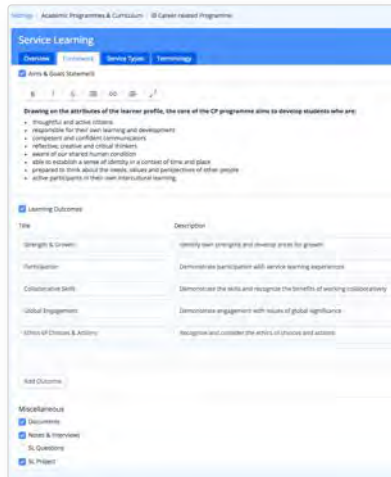 Settings / Academic Programmes & Curriculum / IB Career-related Programme
Service Learning
Overview Framework Service Types Terminology
Aims & Goals Statement
B I S
Drawing on the attributes of the learner profile, the core of the CP programme aims to develop students who are:
thoughtful and active citizens
responsible for their own learning and development
competent and confident communicators
reflective, creative and critical thinkers
aware of our shared human condition
able to establish a sense of identity in a context of time and place
prepared to think about the needs, values and perspectives of other people
active participants in their own intercultural learning.
Learning Outcomes
Title Description
Strength & Growth Identify own strengths and develop areas for growth
Participation Demonstrate participation with service learning experiences
Collaborative Skills Demonstrate the skills and recognize the benefits of working collaboratively
Global Engagement Demonstrate engagement with issues of global significance
Ethics Of Choices & Actions Recognize and consider the ethics of choices and actions
Add Outcome
Miscellaneous
Documents
Notes & Interviews
SL Questions
SL Project